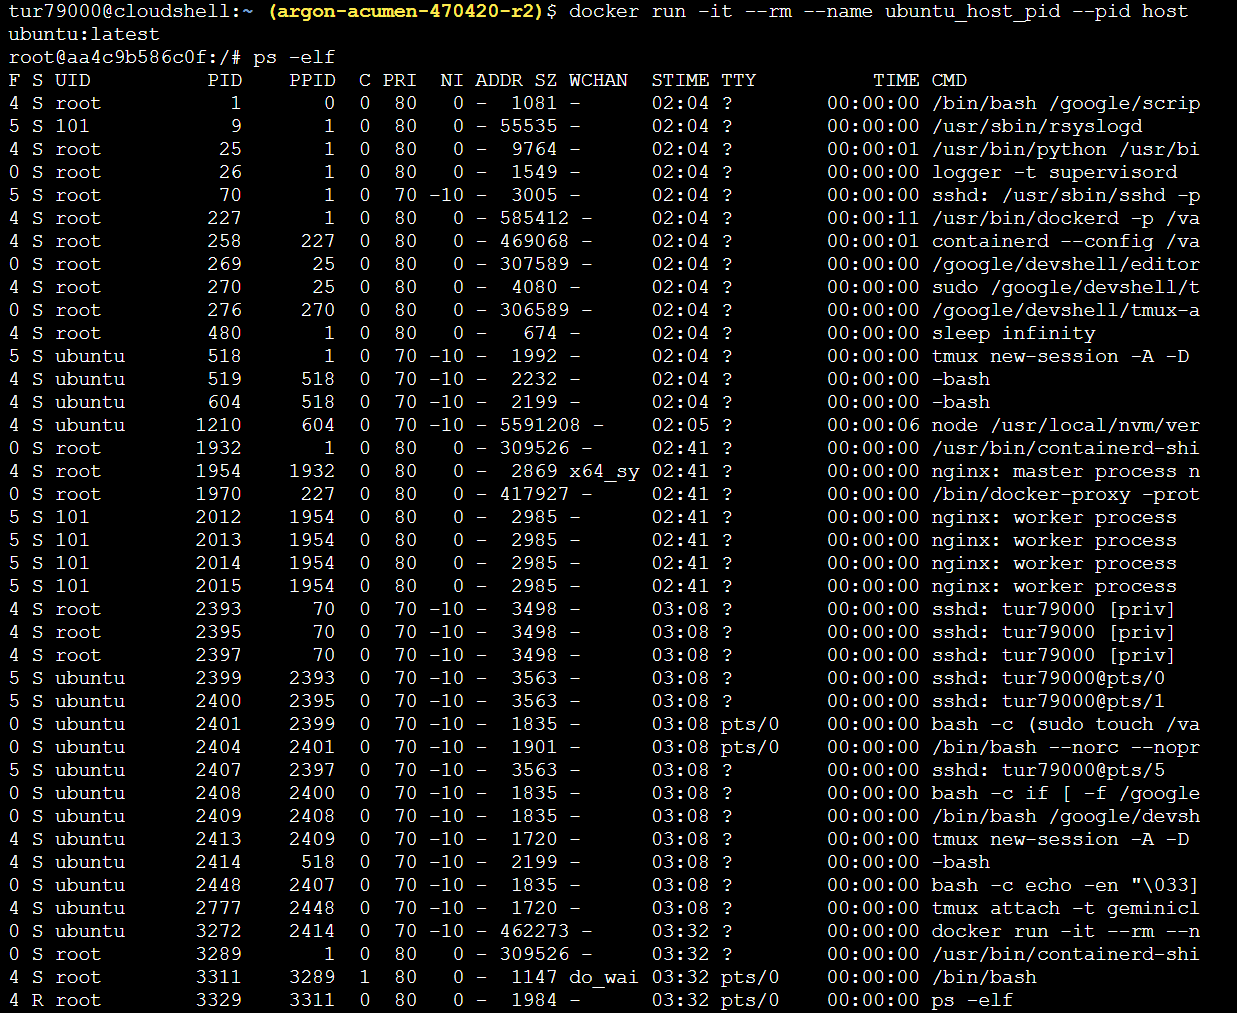 tur79000@cloudshell:~ (argon-acumen-470420-r2)$ docker run -it --rm --name ubuntu_host_pid --pid host
ubuntu:latest
root@aa4c9b586c0f:/# ps -elf
F S UID          PID    PPID  C PRI  NI ADDR SZ WCHAN  STIME TTY          TIME CMD
4 S root           1       0  0  80   0 -  1081 -      02:04 ?        00:00:00 /bin/bash /google/scrip
5 S 101            9       1  0  80   0 - 55535 -      02:04 ?        00:00:00 /usr/sbin/rsyslogd
4 S root          25       1  0  80   0 -  9764 -      02:04 ?        00:00:01 /usr/bin/python /usr/bi
0 S root          26       1  0  80   0 -  1549 -      02:04 ?        00:00:00 logger -t supervisord
5 S root          70       1  0  70 -10 -  3005 -      02:04 ?        00:00:00 sshd: /usr/sbin/sshd -p
4 S root         227       1  0  80   0 - 585412 -     02:04 ?        00:00:11 /usr/bin/dockerd -p /va
4 S root         258     227  0  80   0 - 469068 -     02:04 ?        00:00:01 containerd --config /va
0 S root         269      25  0  80   0 - 307589 -     02:04 ?        00:00:00 /google/devshell/editor
4 S root         270      25  0  80   0 -  4080 -      02:04 ?        00:00:00 sudo /google/devshell/t
0 S root         276     270  0  80   0 - 306589 -     02:04 ?        00:00:00 /google/devshell/tmux-a
4 S root         480       1  0  80   0 -   674 -      02:04 ?        00:00:00 sleep infinity
5 S ubuntu       518       1  0  70 -10 -  1992 -      02:04 ?        00:00:00 tmux new-session -A -D
4 S ubuntu       519     518  0  70 -10 -  2232 -      02:04 ?        00:00:00 -bash
4 S ubuntu       604     518  0  70 -10 -  2199 -      02:04 ?        00:00:00 -bash
4 S ubuntu      1210     604  0  70 -10 - 5591208 -    02:05 ?        00:00:06 node /usr/local/nvm/ver
0 S root        1932       1  0  80   0 - 309526 -     02:41 ?        00:00:00 /usr/bin/containerd-shi
4 S root        1954    1932  0  80   0 -  2869 x64_sy 02:41 ?        00:00:00 nginx: master process n
0 S root        1970     227  0  80   0 - 417927 -     02:41 ?        00:00:00 /bin/docker-proxy -prot
5 S 101         2012    1954  0  80   0 -  2985 -      02:41 ?        00:00:00 nginx: worker process
5 S 101         2013    1954  0  80   0 -  2985 -      02:41 ?        00:00:00 nginx: worker process
5 S 101         2014    1954  0  80   0 -  2985 -      02:41 ?        00:00:00 nginx: worker process
5 S 101         2015    1954  0  80   0 -  2985 -      02:41 ?        00:00:00 nginx: worker process
4 S root        2393      70  0  70 -10 -  3498 -      03:08 ?        00:00:00 sshd: tur79000 [priv]
4 S root        2395      70  0  70 -10 -  3498 -      03:08 ?        00:00:00 sshd: tur79000 [priv]
4 S root        2397      70  0  70 -10 -  3498 -      03:08 ?        00:00:00 sshd: tur79000 [priv]
5 S ubuntu      2399    2393  0  70 -10 -  3563 -      03:08 ?        00:00:00 sshd: tur79000@pts/0
5 S ubuntu      2400    2395  0  70 -10 -  3563 -      03:08 ?        00:00:00 sshd: tur79000@pts/1
0 S ubuntu      2401    2399  0  70 -10 -  1835 -      03:08 pts/0    00:00:00 bash -c (sudo touch /va
0 S ubuntu      2404    2401  0  70 -10 -  1901 -      03:08 pts/0    00:00:00 /bin/bash --norc --nopr
5 S ubuntu      2407    2397  0  70 -10 -  3563 -      03:08 ?        00:00:00 sshd: tur79000@pts/5
0 S ubuntu      2408    2400  0  70 -10 -  1835 -      03:08 ?        00:00:00 bash -c if [ -f /google
0 S ubuntu      2409    2408  0  70 -10 -  1835 -      03:08 ?        00:00:00 /bin/bash /google/devsh
4 S ubuntu      2413    2409  0  70 -10 -  1720 -      03:08 ?        00:00:00 tmux new-session -A -D
4 S ubuntu      2414     518  0  70 -10 -  2199 -      03:08 ?        00:00:00 -bash
0 S ubuntu      2448    2407  0  70 -10 -  1835 -      03:08 ?        00:00:00 bash -c echo -en "\033]
4 S ubuntu      2777    2448  0  70 -10 -  1720 -      03:08 ?        00:00:00 tmux attach -t geminicl
0 S ubuntu      3272    2414  0  70 -10 - 462273 -     03:32 ?        00:00:00 docker run -it --rm --n
0 S root        3289       1  0  80   0 - 309526 -     03:32 ?        00:00:00 /usr/bin/containerd-shi
4 S root        3311    3289  1  80   0 -  1147 do_wai 03:32 pts/0    00:00:00 /bin/bash
4 R root        3329    3311  0  80   0 -  1984 -      03:32 pts/0    00:00:00 ps -elf